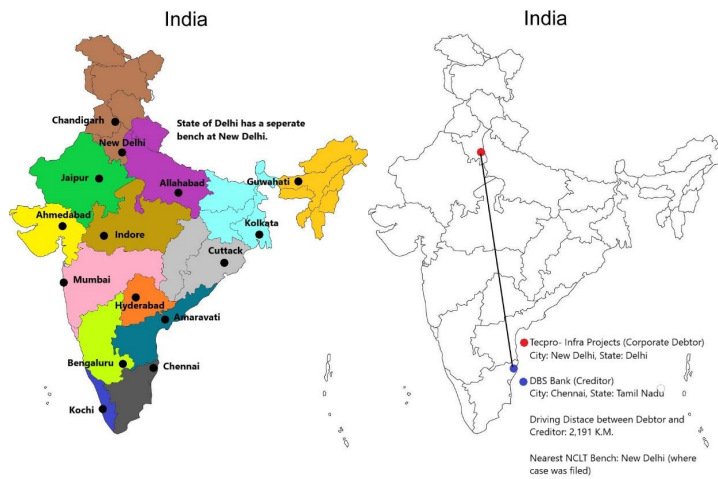 India
India
State of Delhi has a seperate
bench at New Delhi.
Chandigarh
New Delhi
Jaipur
Allahabad
Guwahati
Ahmedabad
Indore
Kolkata
Cuttack
Mumbai
Hyderabad
Amaravati
Bengaluru
Chennai
Kochi
Tecpro- Infra Projects (Corporate Debtor)
City: New Delhi, State: Delhi
DBS Bank (Creditor)
City: Chennai, State: Tamil Nadu
Driving Distace between Debtor and
Creditor: 2,191 K.M.
Nearest NCLT Bench: New Delhi (where
case was filed)